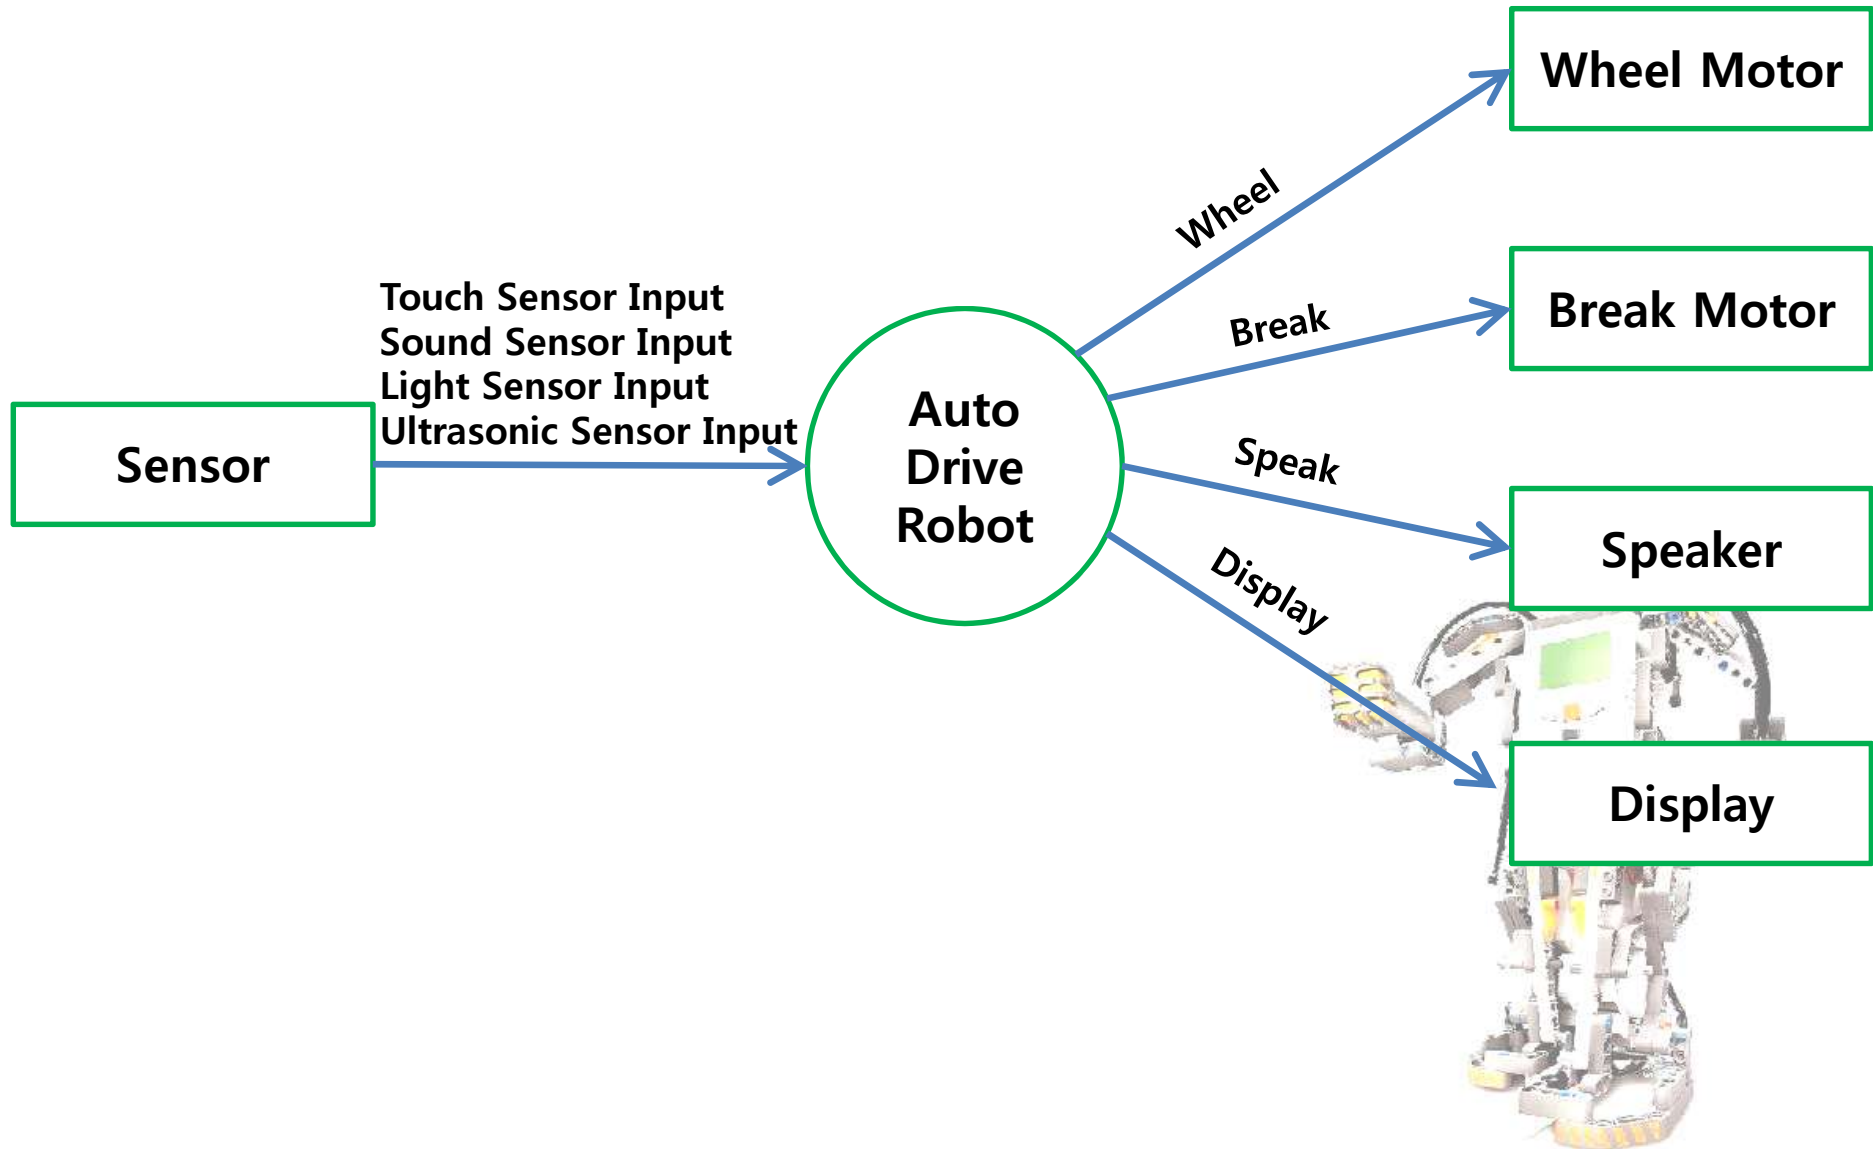 Wheel Motor
Wheel
Touch Sensor Input
Sound Sensor Input
Light Sensor Input
Ultrasonic Sensor Input
Break
Break Motor
Sensor
Auto
Drive
Robot
Speak
Speaker
Display
Display